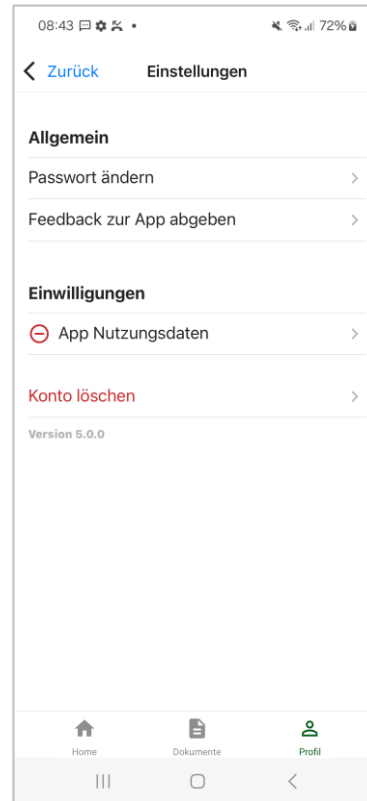 08:43 72%
Zurück Einstellungen
Allgemein
Passwort ändern
Feedback zur App abgeben
Einwilligungen
App Nutzungsdaten
Konto löschen
Version 5.0.0
Home Dokumente Profil